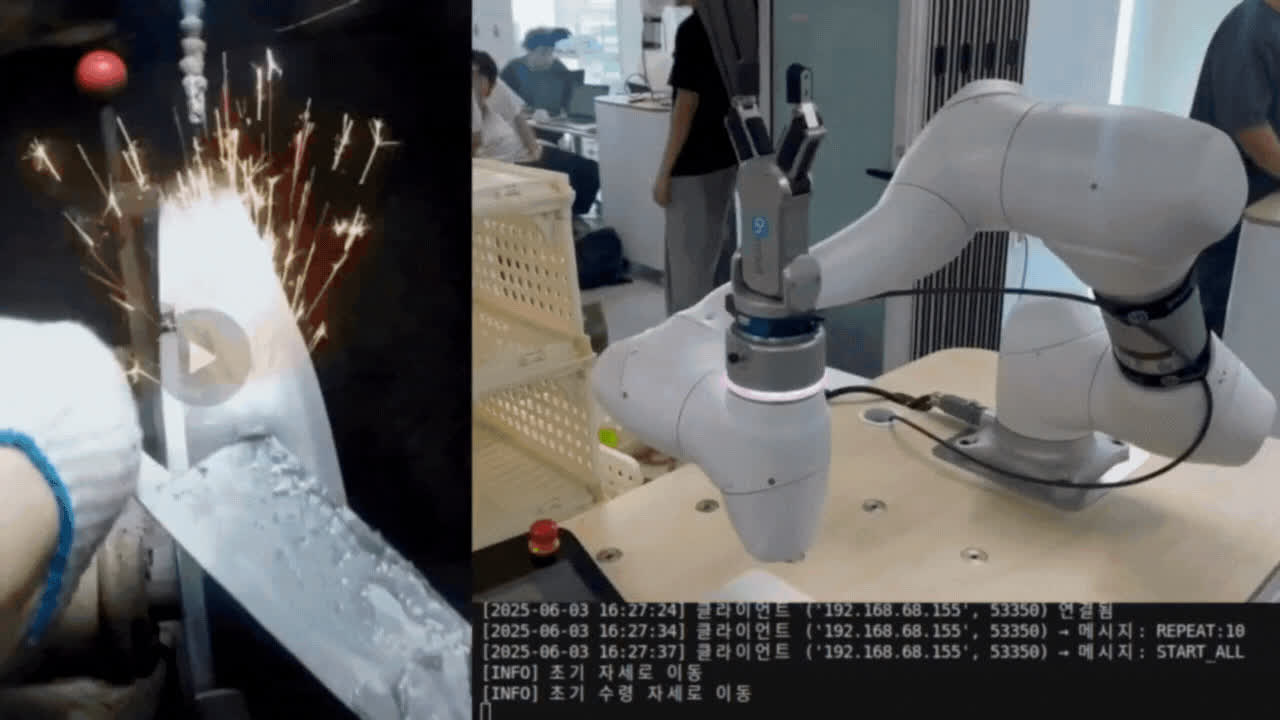 [2025-06-03 16:27:24] 클라이언트 ('192.168.68.155', 53350) 연결됨
[2025-06-03 16:27:34] 클라이언트 ('192.168.68.155', 53350) → 메시지: REPEAT:10
[2025-06-03 16:27:37] 클라이언트 ('192.168.68.155', 53350) → 메시지: START_ALL
[INFO] 초기 자세로 이동
[INFO] 초기 수령 자세로 이동